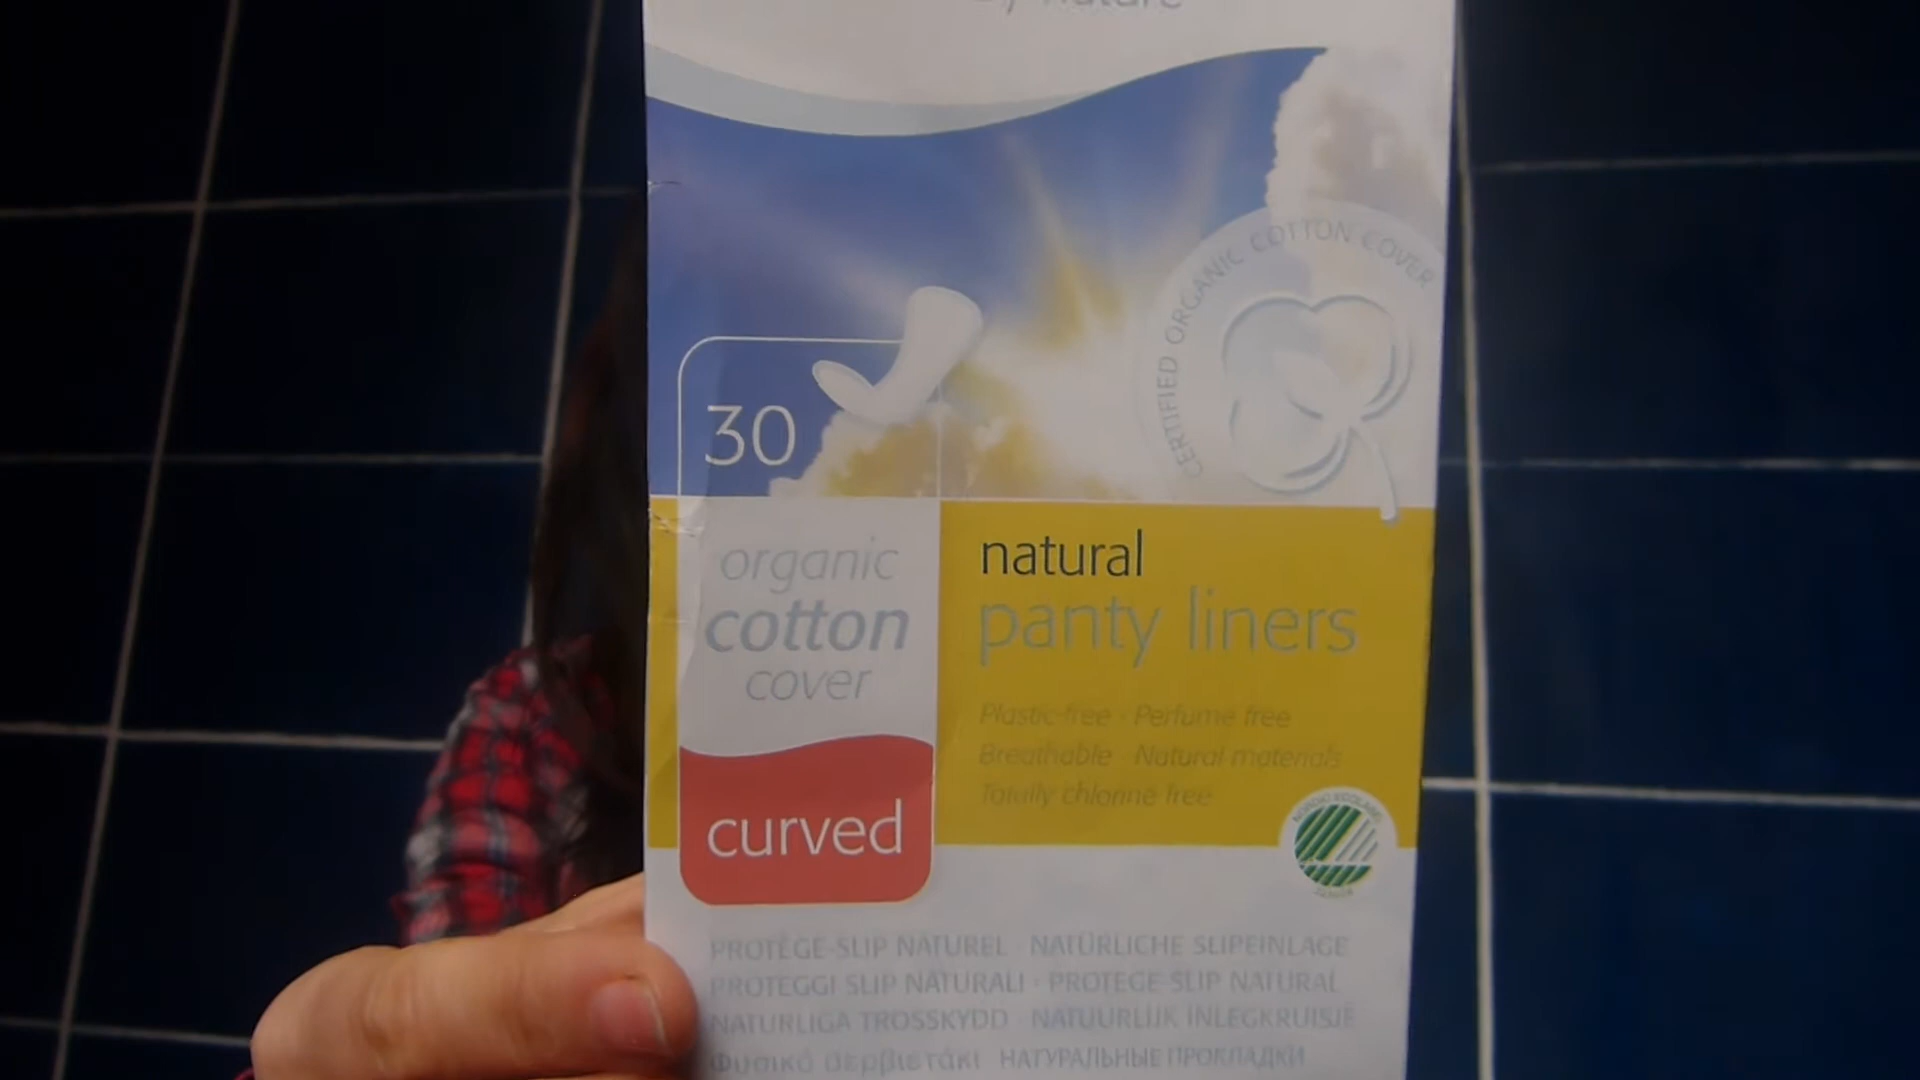 by nature
CERTIFIED ORGANIC COTTON COVER
30
organic
cotton
cover
curved
natural
panty liners
Plastic free · Perfume free
Breathable · Natural materials
Totally chlorine free
NORDIC ECOLABEL
PROTÈGE-SLIP NATUREL · NATÜRLICHE SLIPEINLAGE
PROTEGGI SLIP NATURALI · PROTEGE-SLIP NATURAL
NATURLIGA TROSSKYDD · NATUURLIJK INLEGKRUISJE
Φυσικό σερβιετάκι НАТУРАЛЬНЫЕ ПРОКЛАДКИ